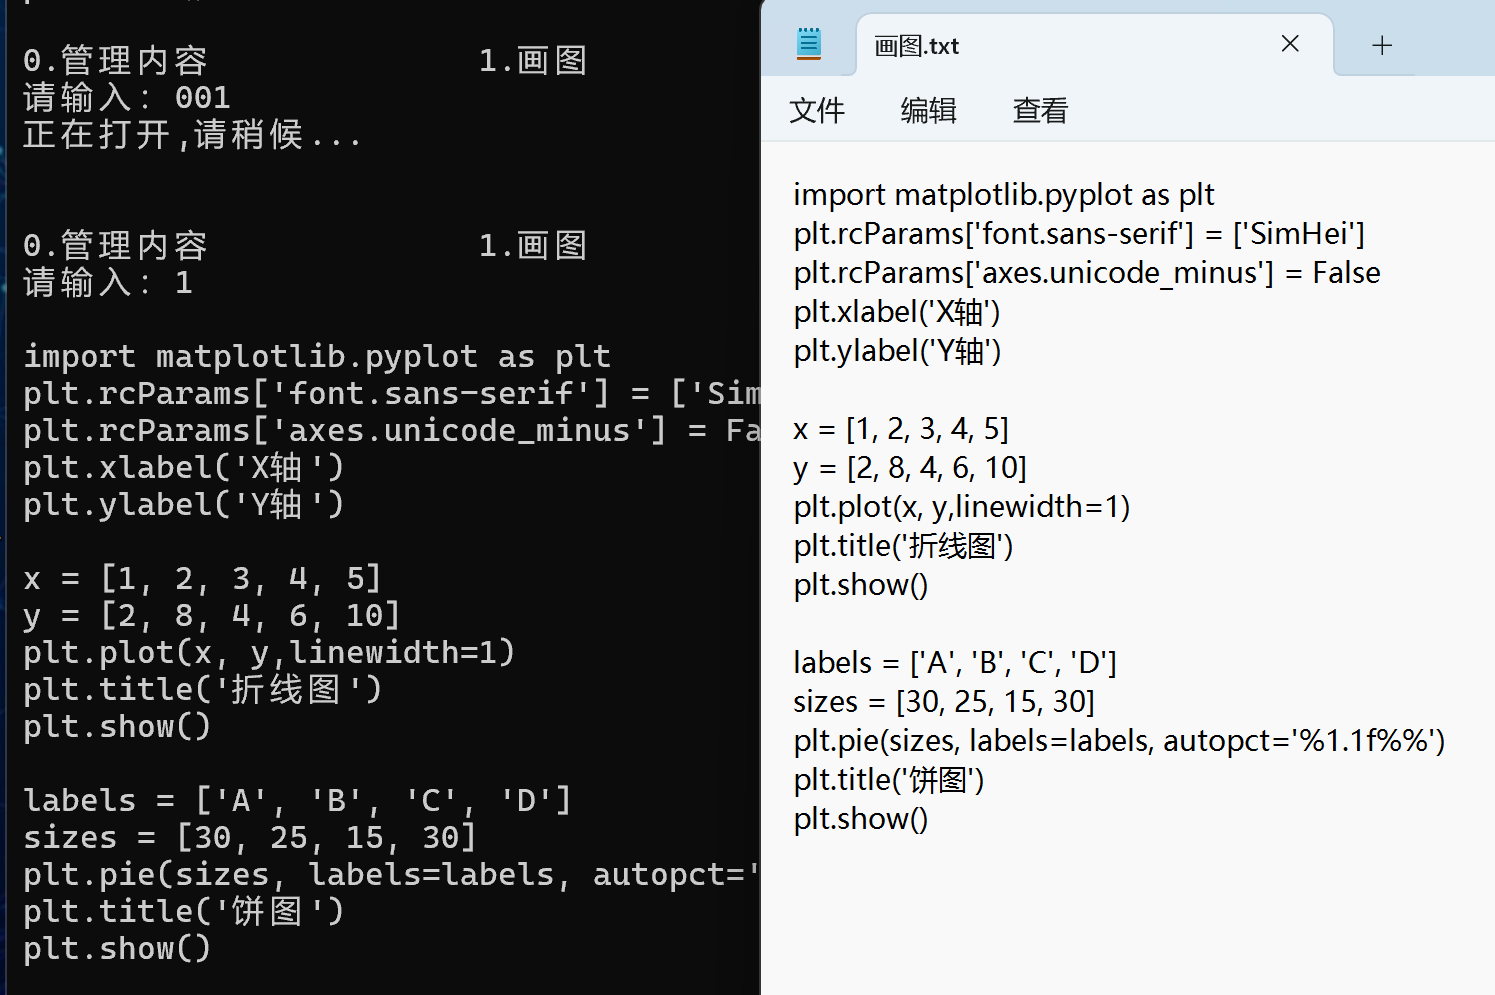 0.管理内容 1.画图
请输入: 001
正在打开,请稍候...
0.管理内容 1.画图
请输入: 1
import matplotlib.pyplot as plt
plt.rcParams['font.sans-serif'] = ['Sim
plt.rcParams['axes.unicode_minus'] = Fa
plt.xlabel('X轴')
plt.ylabel('Y轴')
x = [1, 2, 3, 4, 5]
y = [2, 8, 4, 6, 10]
plt.plot(x, y,linewidth=1)
plt.title('折线图')
plt.show()
labels = ['A', 'B', 'C', 'D']
sizes = [30, 25, 15, 30]
plt.pie(sizes, labels=labels, autopct='
plt.title('饼图')
plt.show()
画图.txt
文件 编辑 查看
import matplotlib.pyplot as plt
plt.rcParams['font.sans-serif'] = ['SimHei']
plt.rcParams['axes.unicode_minus'] = False
plt.xlabel('X轴')
plt.ylabel('Y轴')
x = [1, 2, 3, 4, 5]
y = [2, 8, 4, 6, 10]
plt.plot(x, y,linewidth=1)
plt.title('折线图')
plt.show()
labels = ['A', 'B', 'C', 'D']
sizes = [30, 25, 15, 30]
plt.pie(sizes, labels=labels, autopct='%1.1f%%')
plt.title('饼图')
plt.show()